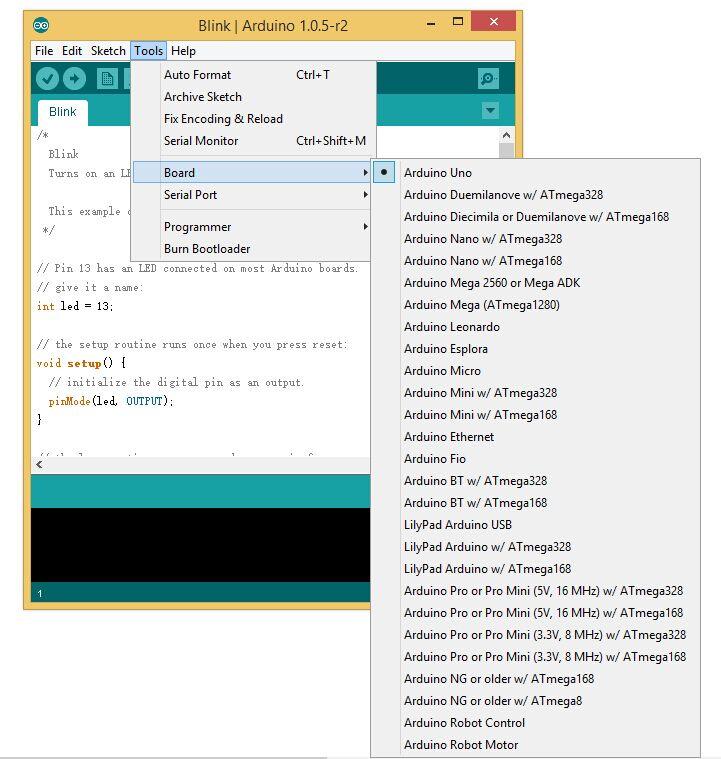 Blink | Arduino 1.0.5-r2
File Edit Sketch Tools Help
Auto Format Ctrl+T
Archive Sketch
Fix Encoding & Reload
Serial Monitor Ctrl+Shift+M
Board
Serial Port
Programmer
Burn Bootloader
Arduino Uno
Arduino Duemilanove w/ ATmega328
Arduino Diecimila or Duemilanove w/ ATmega168
Arduino Nano w/ ATmega328
Arduino Nano w/ ATmega168
Arduino Mega 2560 or Mega ADK
Arduino Mega (ATmega1280)
Arduino Leonardo
Arduino Esplora
Arduino Micro
Arduino Mini w/ ATmega328
Arduino Mini w/ ATmega168
Arduino Ethernet
Arduino Fio
Arduino BT w/ ATmega328
Arduino BT w/ ATmega168
LilyPad Arduino USB
LilyPad Arduino w/ ATmega328
LilyPad Arduino w/ ATmega168
Arduino Pro or Pro Mini (5V, 16 MHz) w/ ATmega328
Arduino Pro or Pro Mini (5V, 16 MHz) w/ ATmega168
Arduino Pro or Pro Mini (3.3V, 8 MHz) w/ ATmega328
Arduino Pro or Pro Mini (3.3V, 8 MHz) w/ ATmega168
Arduino NG or older w/ ATmega168
Arduino NG or older w/ ATmega8
Arduino Robot Control
Arduino Robot Motor
Blink
/*
Blink
Turns on an
This example
*/
// Pin 13 has an LED connected on most Arduino boards.
// give it a name:
int led = 13;
// the setup routine runs once when you press reset:
void setup() {
// initialize the digital pin as an output.
pinMode(led, OUTPUT);
}
1